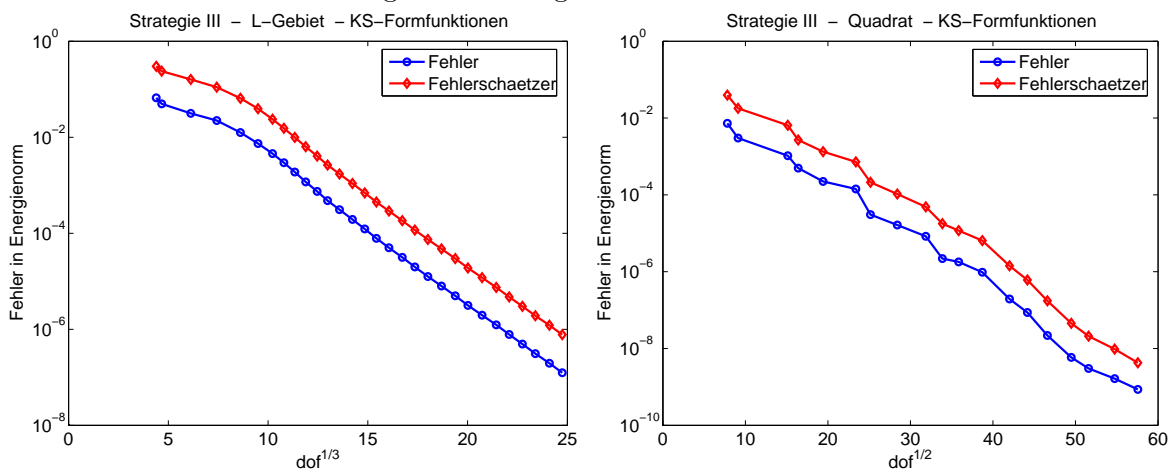 Strategie III − L−Gebiet − KS−Formfunktionen
Fehler
Fehlerschaetzer
Fehler in Energienorm
10^0
10^−2
10^−4
10^−6
10^−8
0 5 10 15 20 25
dof^1/3
Strategie III − Quadrat − KS−Formfunktionen
Fehler
Fehlerschaetzer
Fehler in Energienorm
10^0
10^−2
10^−4
10^−6
10^−8
10^−10
0 10 20 30 40 50 60
dof^1/2